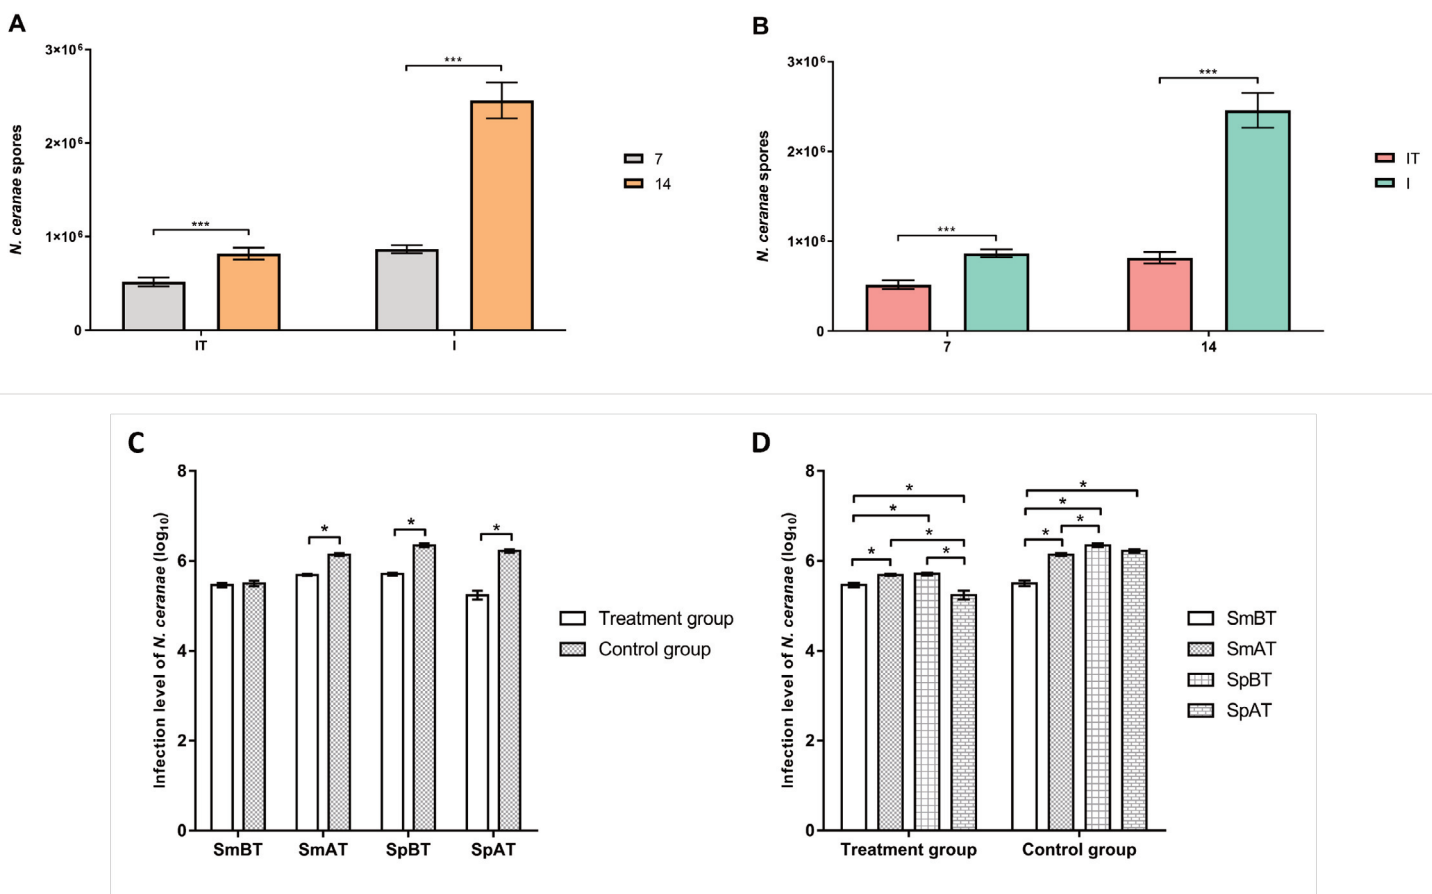 A
3×10⁶
2×10⁶
1×10⁶
0
N. ceranae spores
***
***
IT
I
7
14
B
3×10⁶
2×10⁶
1×10⁶
0
N. ceranae spores
***
***
7
14
IT
I
C
8
6
4
2
0
Infection level of N. ceranae (log₁₀)
*
*
*
SmBT
SmAT
SpBT
SpAT
Treatment group
Control group
D
8
6
4
2
0
Infection level of N. ceranae (log₁₀)
*
*
*
*
*
*
*
*
*
Treatment group
Control group
SmBT
SmAT
SpBT
SpAT